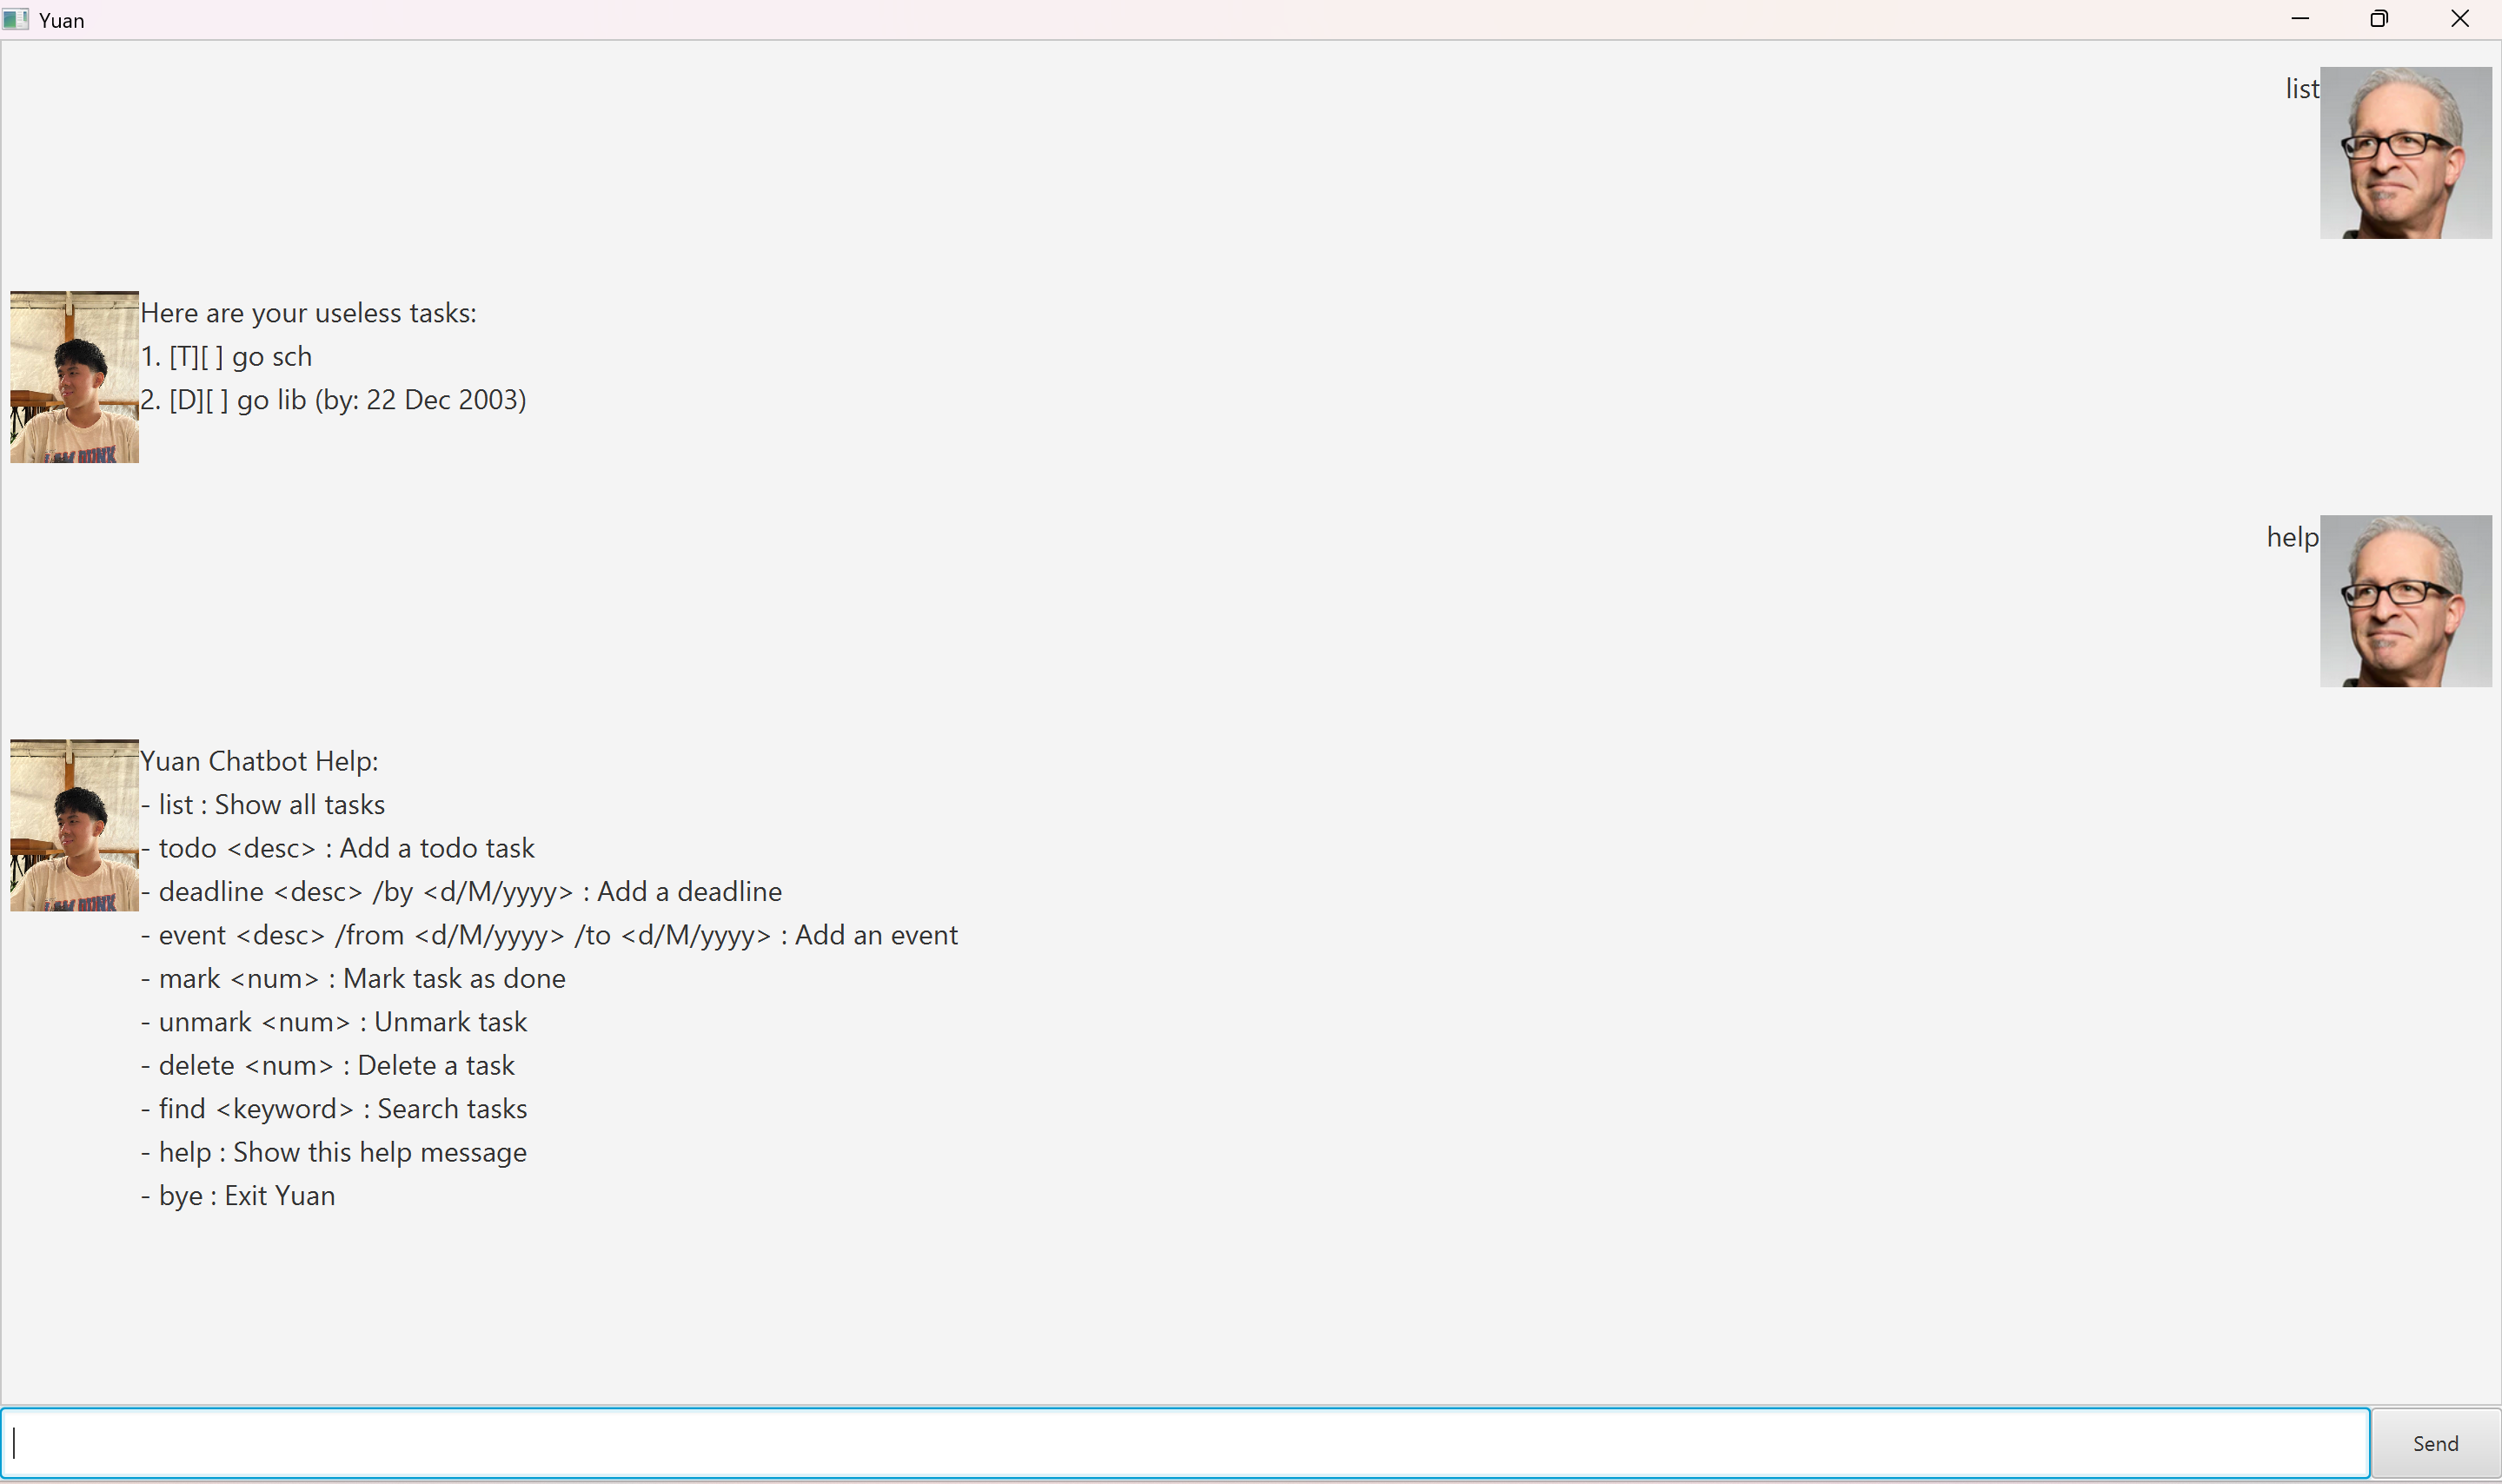 Yuan
list
Here are your useless tasks:
1. [T][ ] go sch
2. [D][ ] go lib (by: 22 Dec 2003)
help
Yuan Chatbot Help:
- list : Show all tasks
- todo <desc> : Add a todo task
- deadline <desc> /by <d/M/yyyy> : Add a deadline
- event <desc> /from <d/M/yyyy> /to <d/M/yyyy> : Add an event
- mark <num> : Mark task as done
- unmark <num> : Unmark task
- delete <num> : Delete a task
- find <keyword> : Search tasks
- help : Show this help message
- bye : Exit Yuan
Send